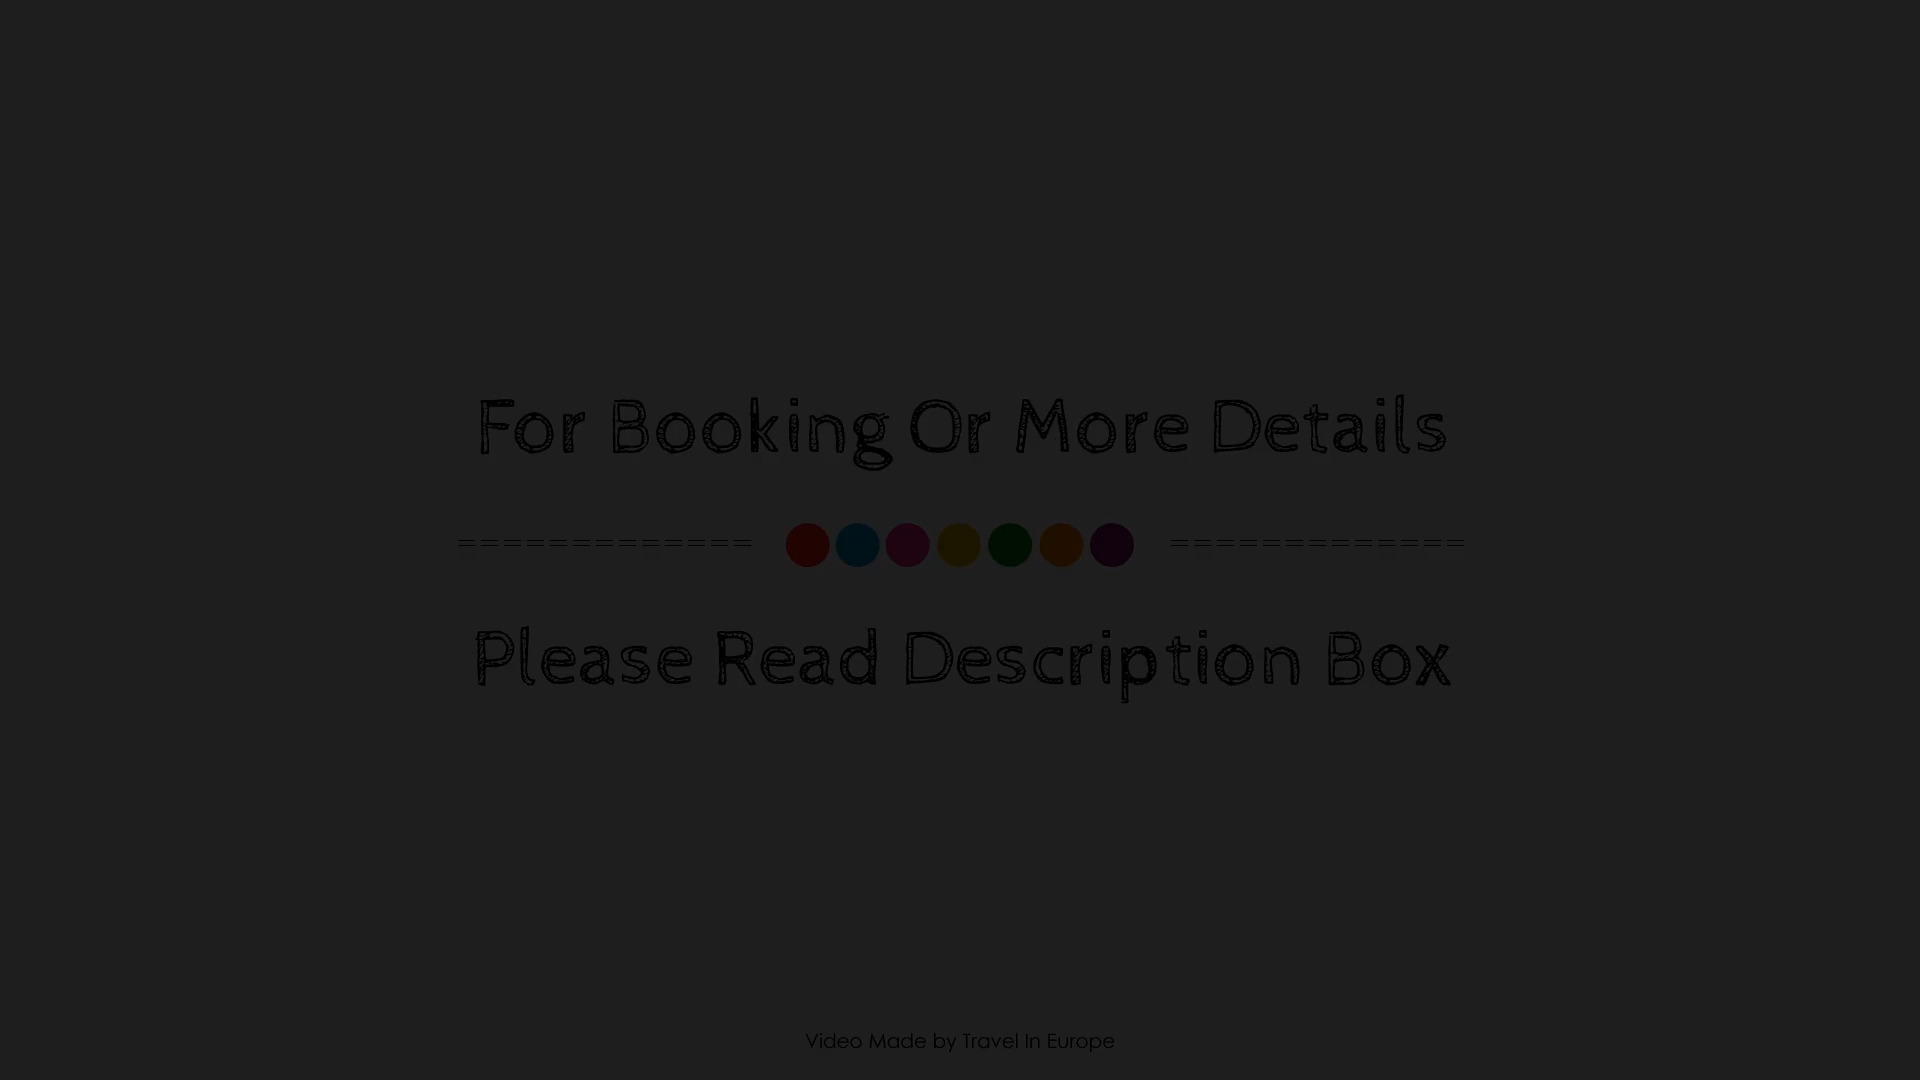 For Booking Or More Details
============= =============
Please Read Description Box
Video Made by Travel In Europe